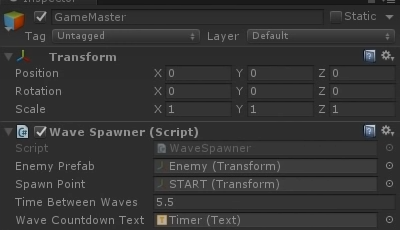 Inspector
GameMaster Static
Tag Untagged Layer Default
Transform
Position X 0 Y 0 Z 0
Rotation X 0 Y 0 Z 0
Scale X 1 Y 1 Z 1
Wave Spawner (Script)
Script WaveSpawner
Enemy Prefab Enemy (Transform)
Spawn Point START (Transform)
Time Between Waves 5.5
Wave Countdown Text Timer (Text)